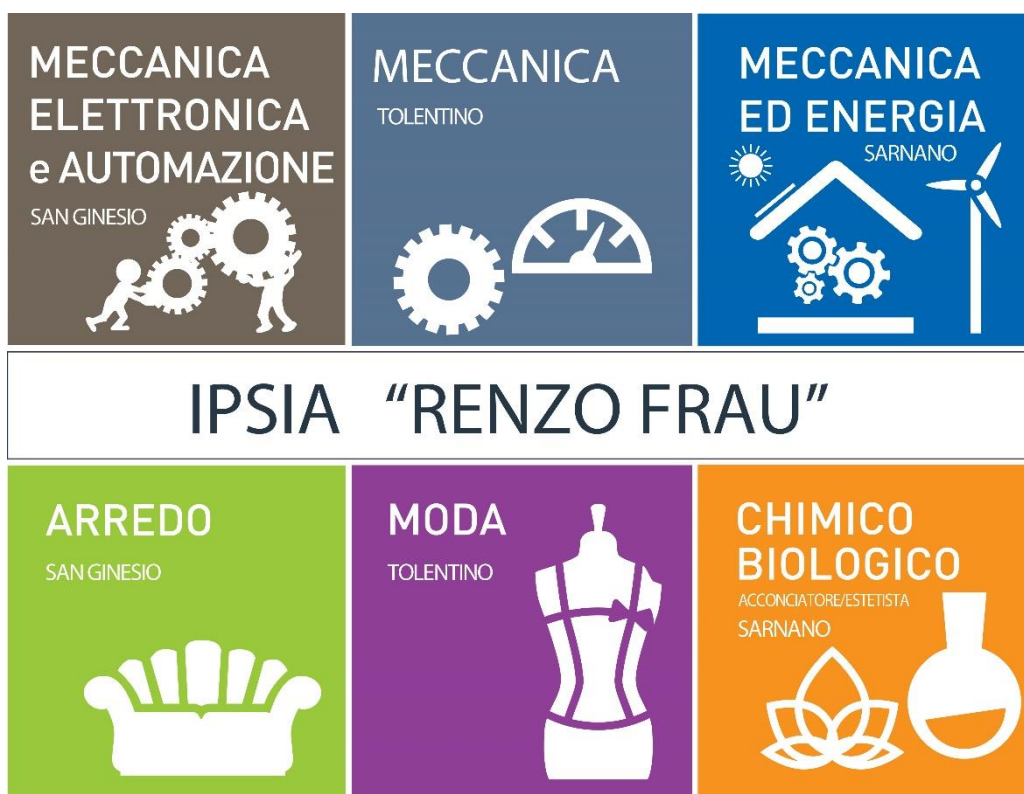 MECCANICA
ELETTRONICA
e AUTOMAZIONE
SAN GINESIO
MECCANICA
TOLENTINO
MECCANICA
ED ENERGIA
SARNANO
IPSIA “RENZO FRAU”
ARREDO
SAN GINESIO
MODA
TOLENTINO
CHIMICO
BIOLOGICO
ACCONCIATORE/ESTETISTA
SARNANO